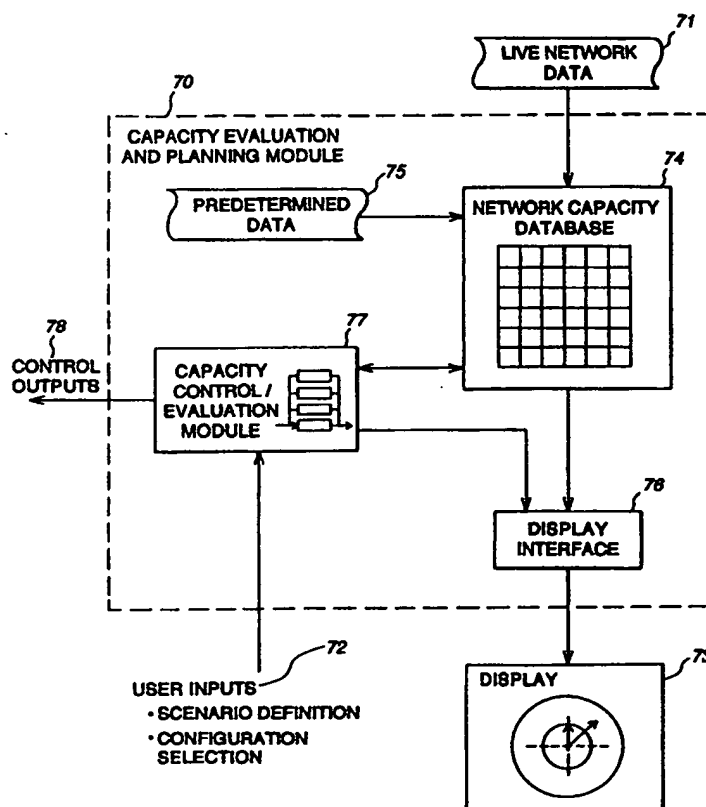 71
LIVE NETWORK
DATA
70
CAPACITY EVALUATION
AND PLANNING MODULE
75
PREDETERMINED
DATA
74
NETWORK CAPACITY
DATABASE
78
CONTROL
OUTPUTS
77
CAPACITY
CONTROL /
EVALUATION
MODULE
76
DISPLAY
INTERFACE
72
USER INPUTS
• SCENARIO DEFINITION
• CONFIGURATION
SELECTION
73
DISPLAY